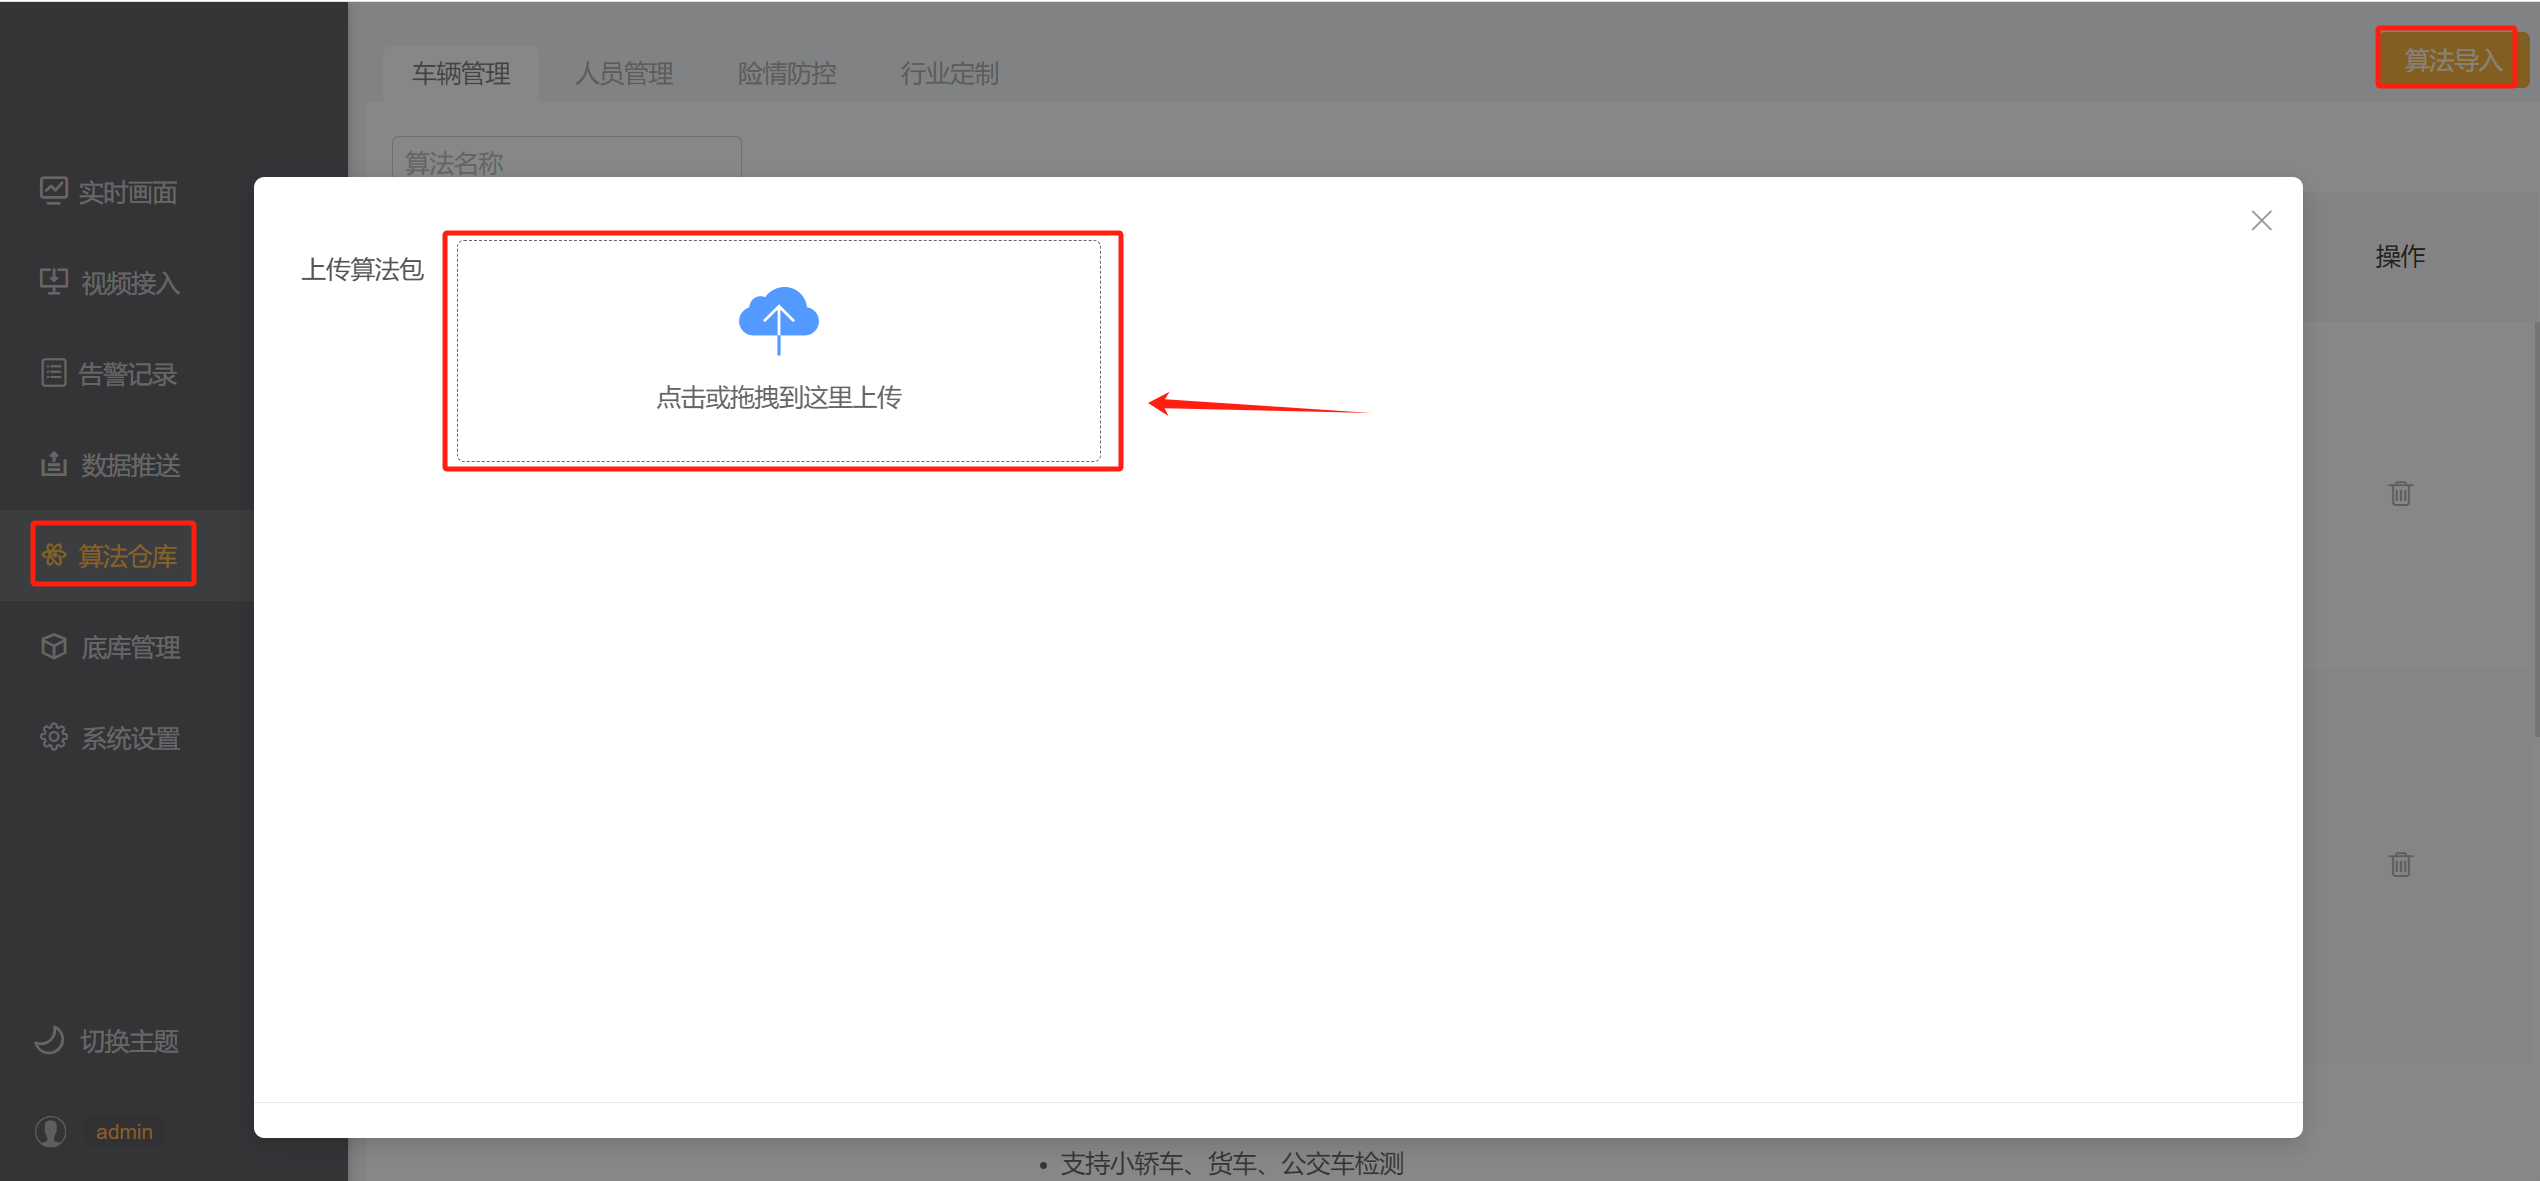 车辆管理 人员管理 险情防控 行业定制 算法导入
算法名称
实时画面
视频接入
告警记录
数据推送
算法仓库
底库管理
系统设置
切换主题
admin
上传算法包
点击或拖拽到这里上传
操作
支持小轿车、货车、公交车检测